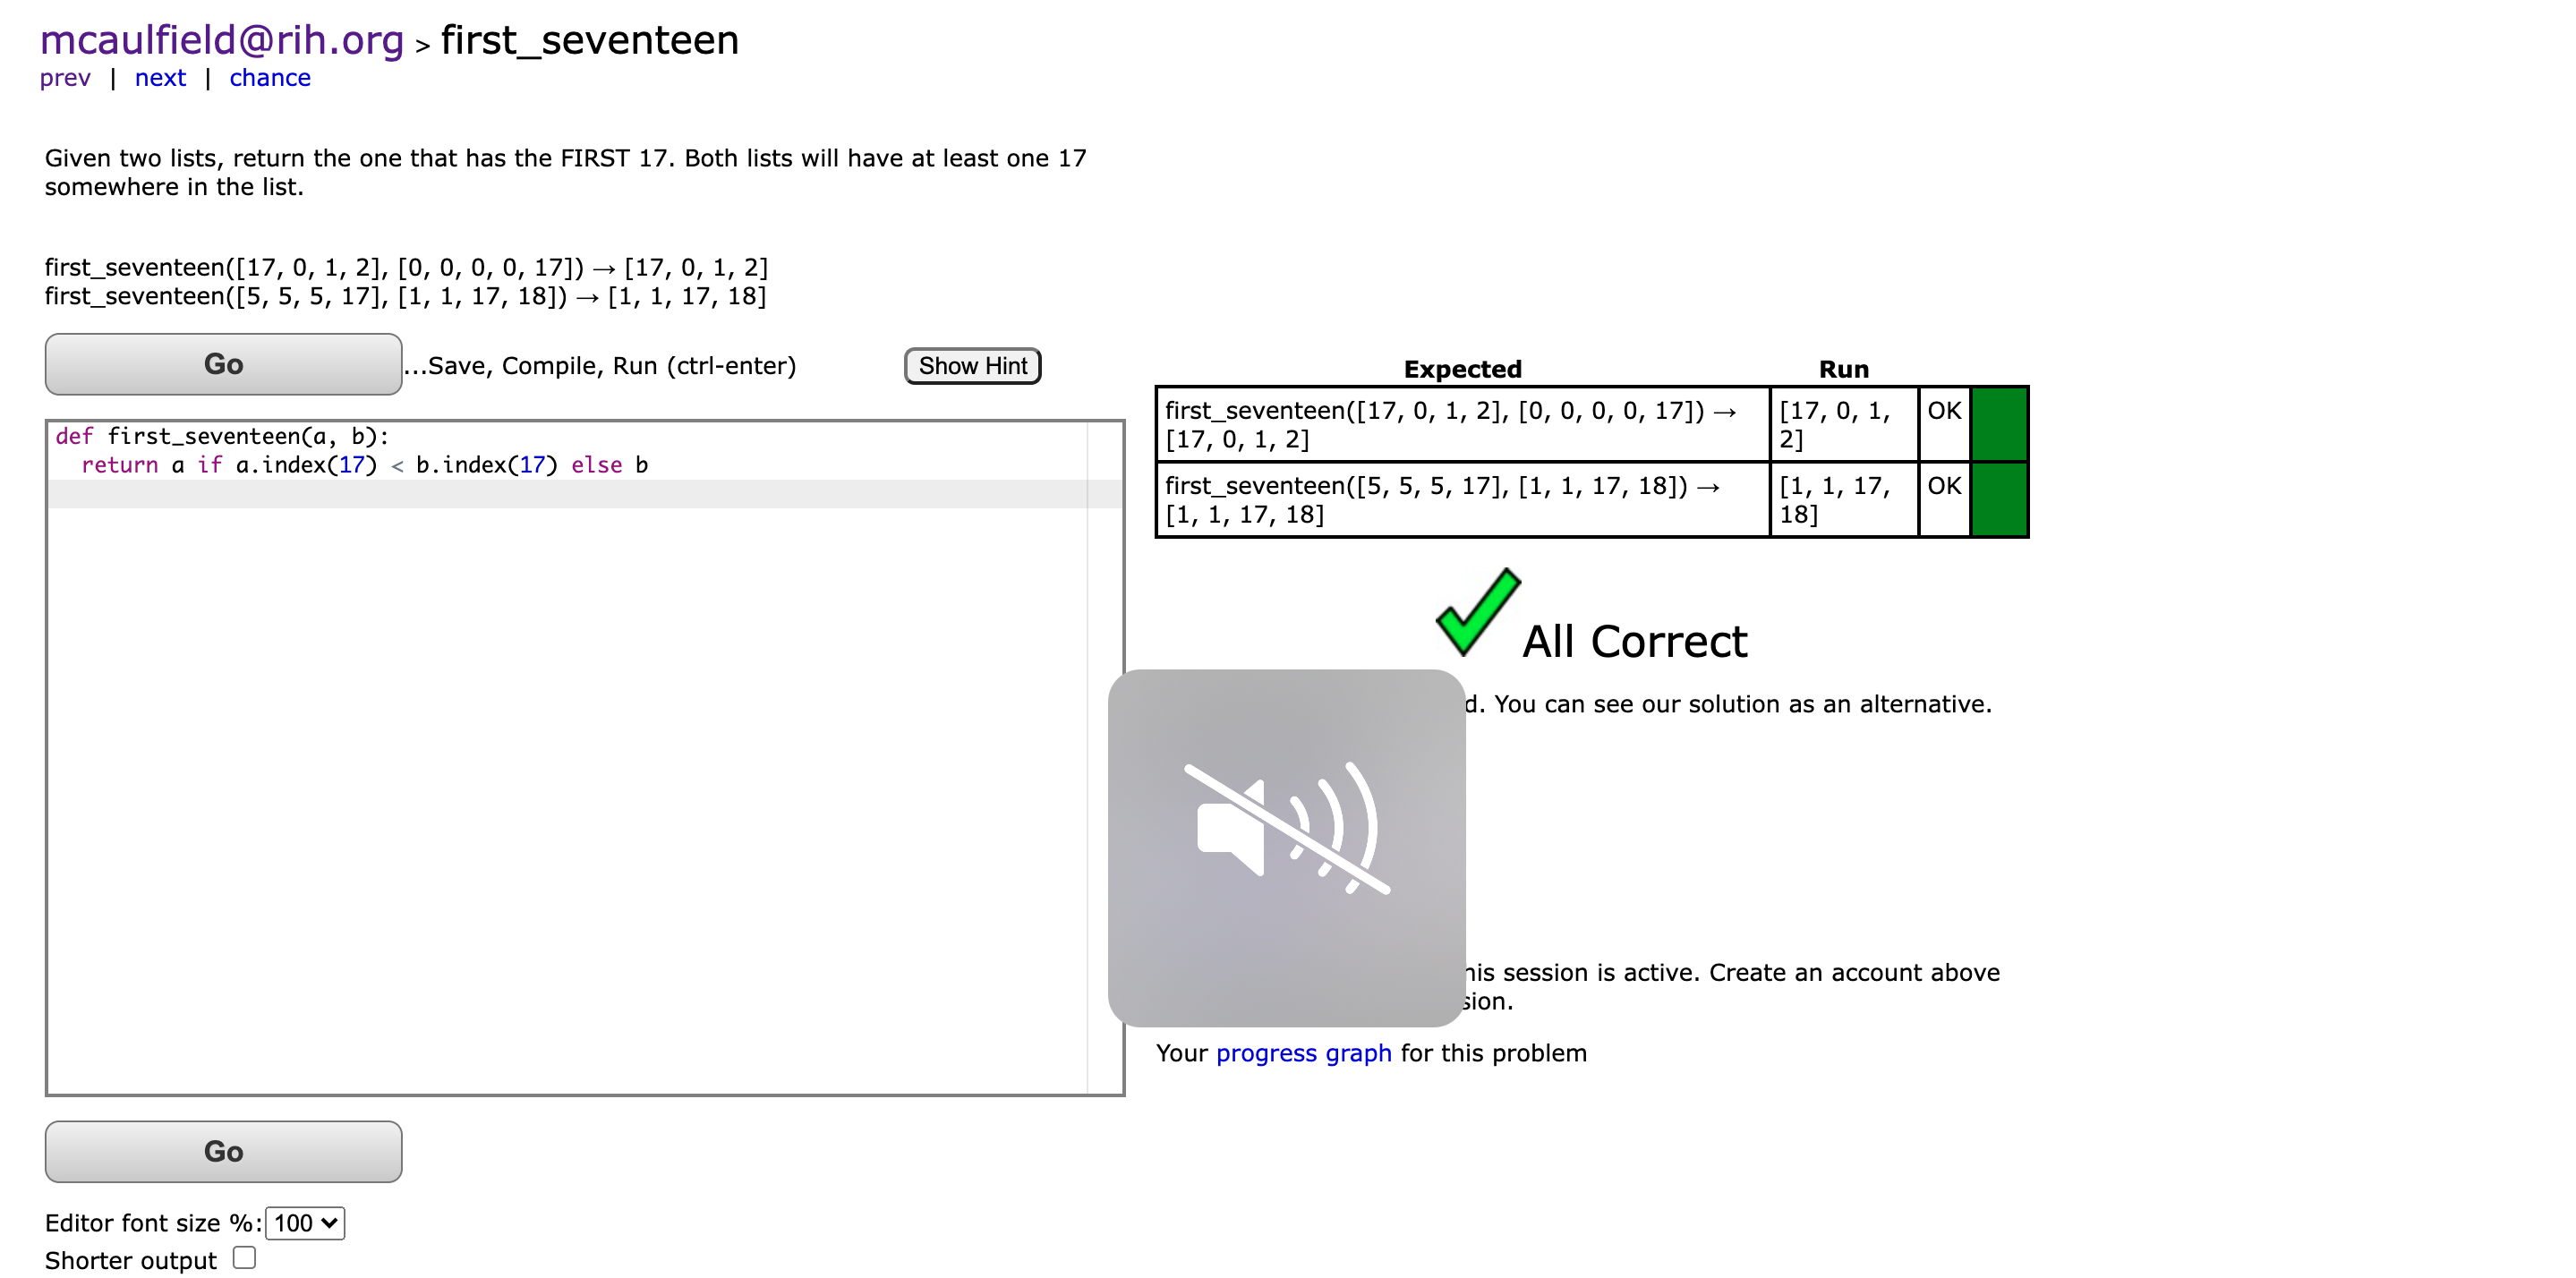 mcaulfield@rih.org > first_seventeen
prev | next | chance
Given two lists, return the one that has the FIRST 17. Both lists will have at least one 17
somewhere in the list.
first_seventeen([17, 0, 1, 2], [0, 0, 0, 0, 17]) → [17, 0, 1, 2]
first_seventeen([5, 5, 5, 17], [1, 1, 17, 18]) → [1, 1, 17, 18]
Go
...Save, Compile, Run (ctrl-enter)
Show Hint
def first_seventeen(a, b):
  return a if a.index(17) < b.index(17) else b
Go
Editor font size %: 100
Shorter output
Expected Run
first_seventeen([17, 0, 1, 2], [0, 0, 0, 0, 17]) → [17, 0, 1, OK
[17, 0, 1, 2] 2]
first_seventeen([5, 5, 5, 17], [1, 1, 17, 18]) → [1, 1, 17, OK
[1, 1, 17, 18] 18]
All Correct
You can see our solution as an alternative.
session is active. Create an account above
Your progress graph for this problem